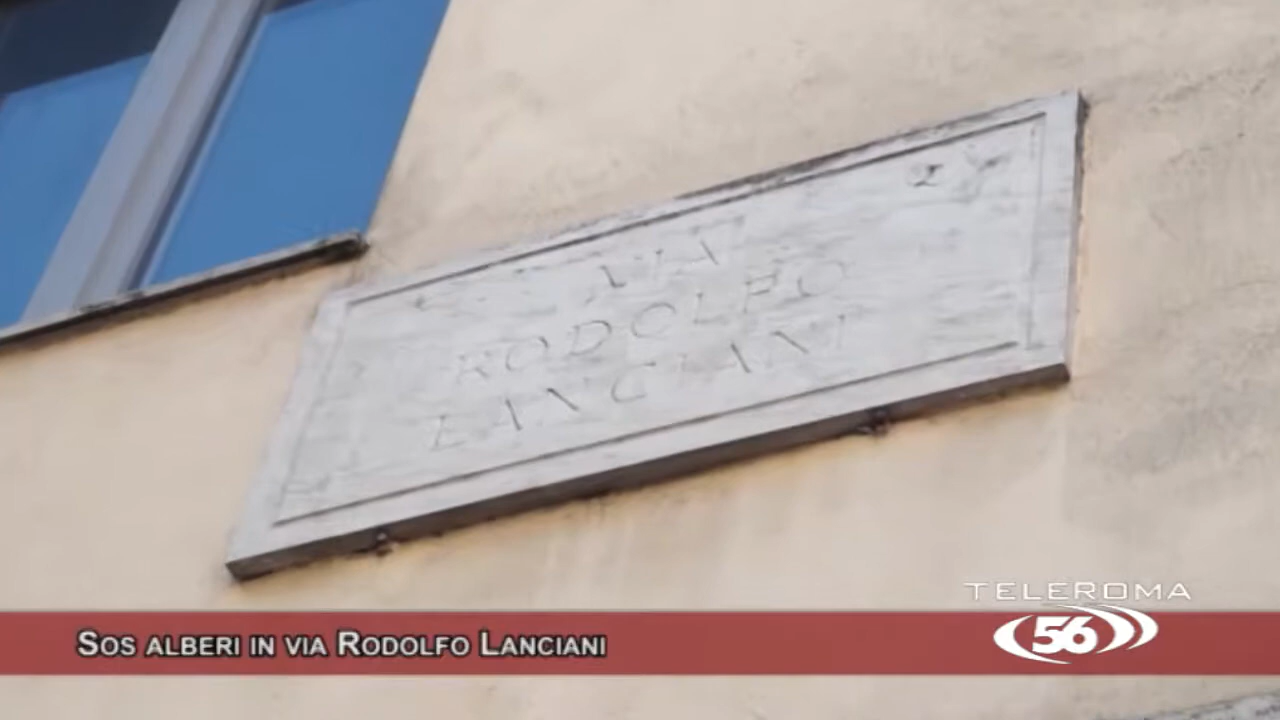 VIA
RODOLFO
LANCIANI
TELEROMA
56
SOS ALBERI IN VIA RODOLFO LANCIANI